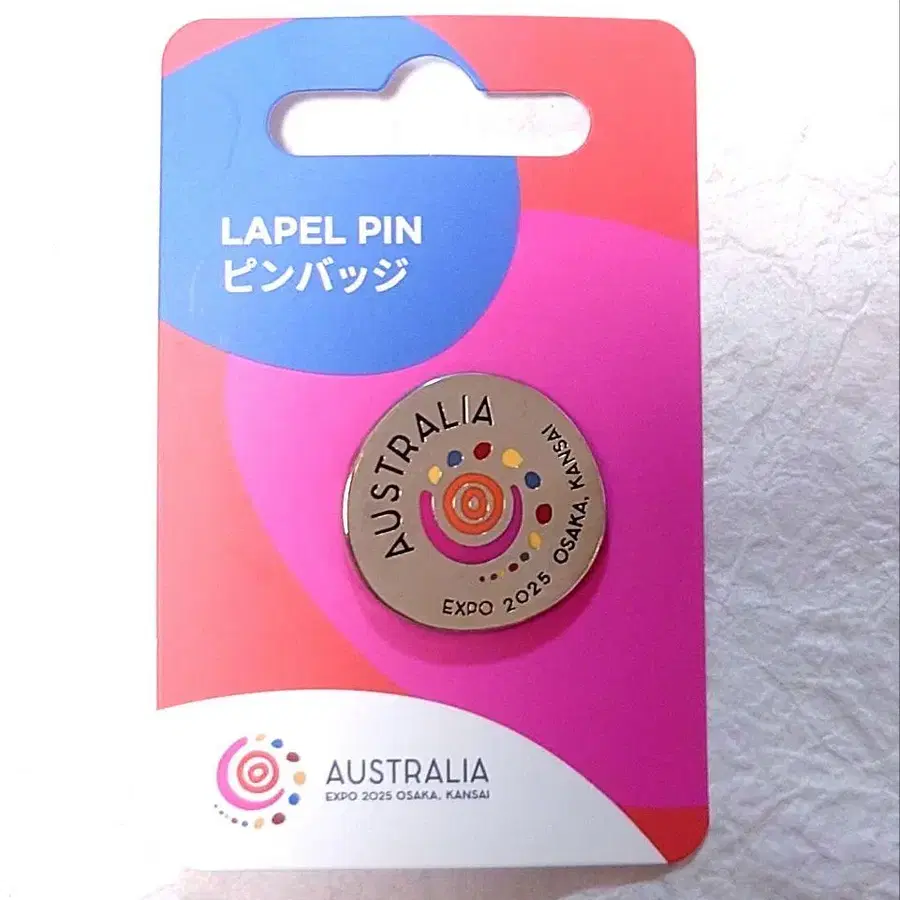 LAPEL PIN
ピンバッジ
AUSTRALIA
EXPO 2025 OSAKA, KANSAI
AUSTRALIA
EXPO 2025 OSAKA, KANSAI